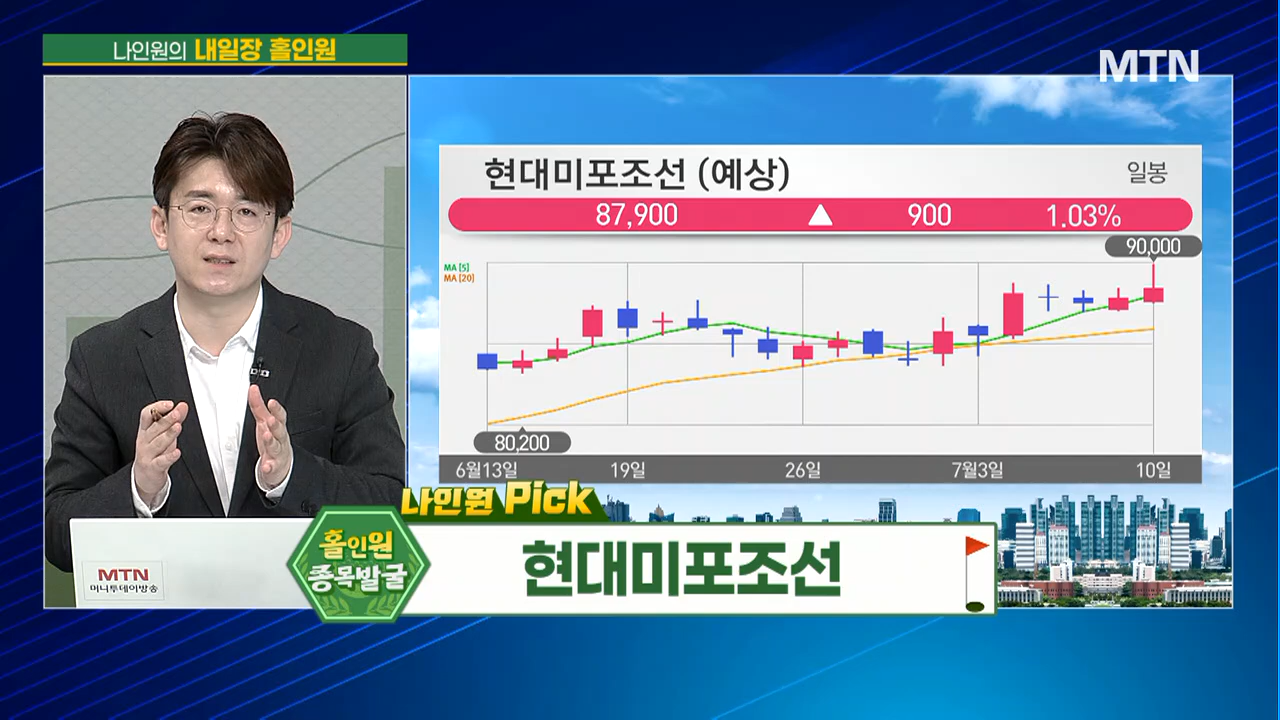 나인원의 내일장 홀인원
MTN
현대미포조선 (예상)
일봉
87,900 ▲ 900 1.03%
90,000
MA [5]
MA [20]
80,200
6월13일 19일 26일 7월3일 10일
나인원 Pick
홀인원
종목발굴
현대미포조선
MTN
머니투데이방송